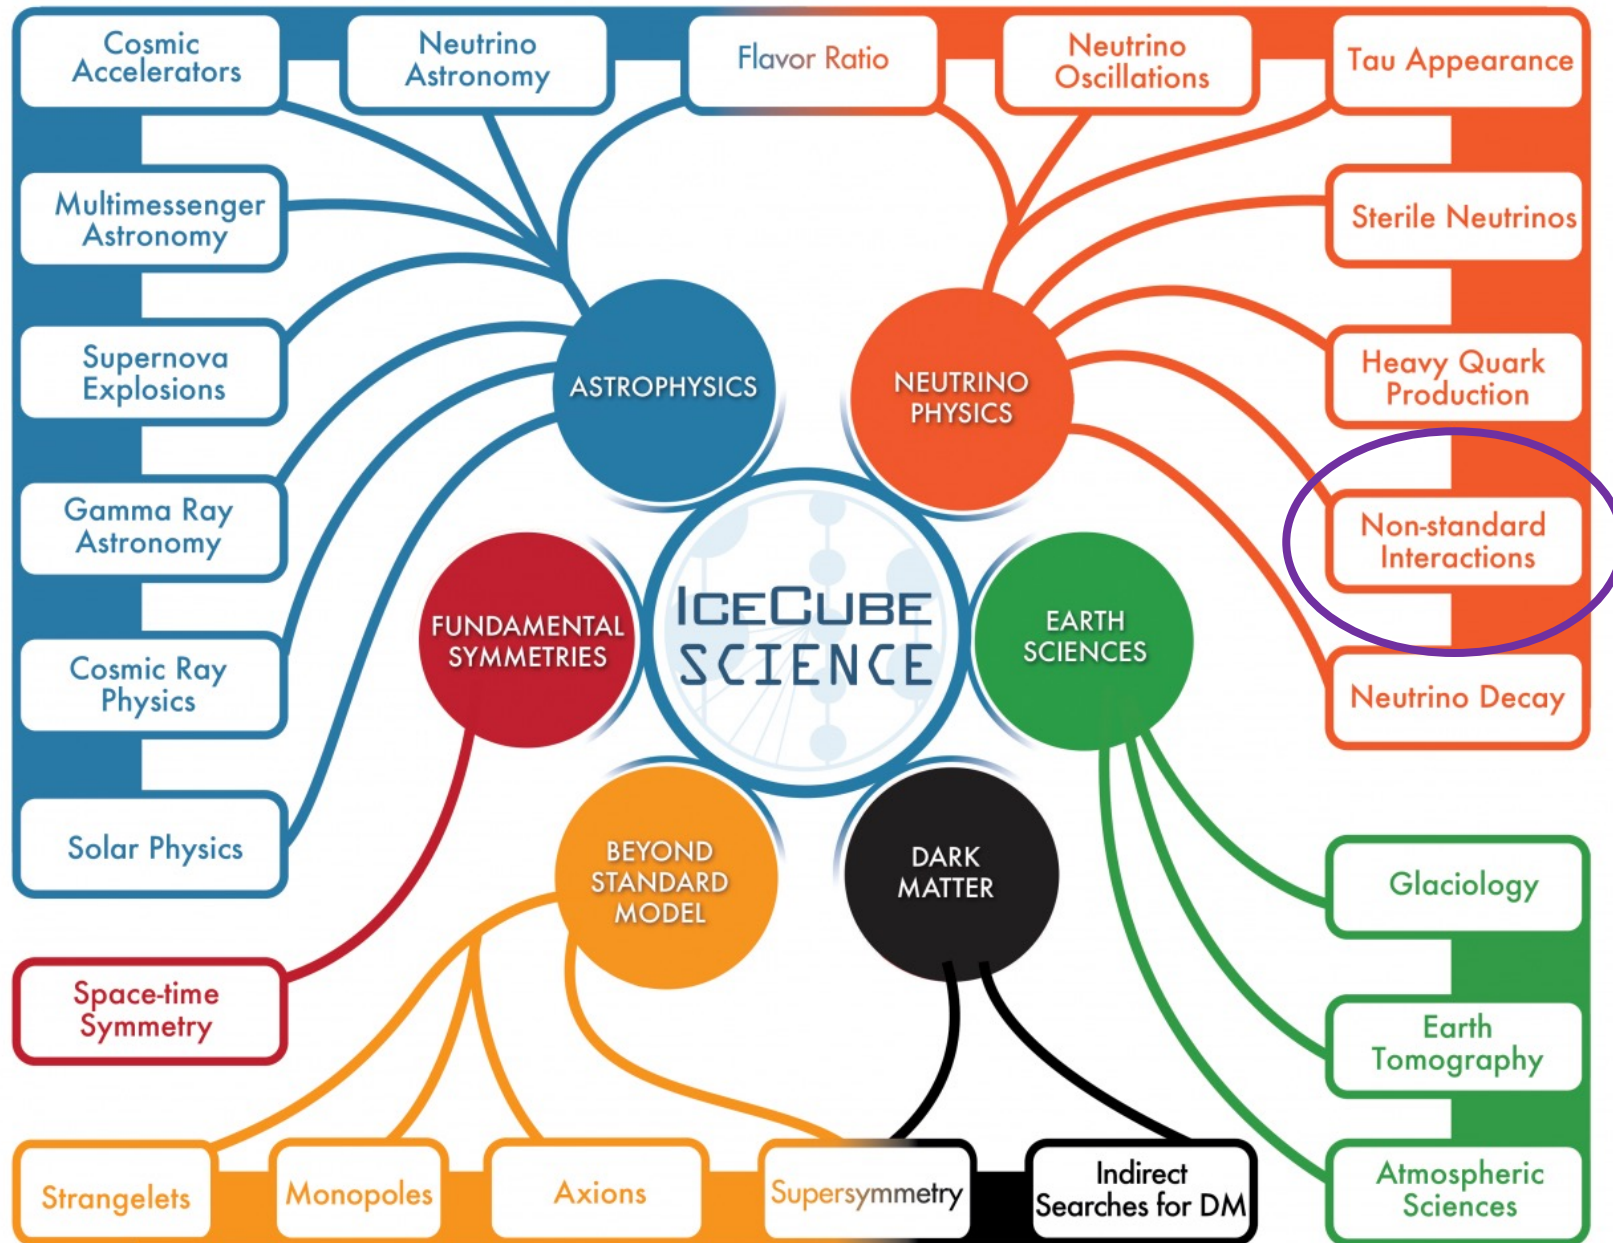 Cosmic
Accelerators
Neutrino
Astronomy
Flavor Ratio
Neutrino
Oscillations
Tau Appearance
Multimessenger
Astronomy
Sterile Neutrinos
Supernova
Explosions
ASTROPHYSICS
NEUTRINO
PHYSICS
Heavy Quark
Production
Gamma Ray
Astronomy
Non-standard
Interactions
FUNDAMENTAL
SYMMETRIES
ICECUBE
SCIENCE
EARTH
SCIENCES
Cosmic Ray
Physics
Neutrino Decay
Solar Physics
BEYOND
STANDARD
MODEL
DARK
MATTER
Glaciology
Space-time
Symmetry
Earth
Tomography
Strangelets
Monopoles
Axions
Supersymmetry
Indirect
Searches for DM
Atmospheric
Sciences